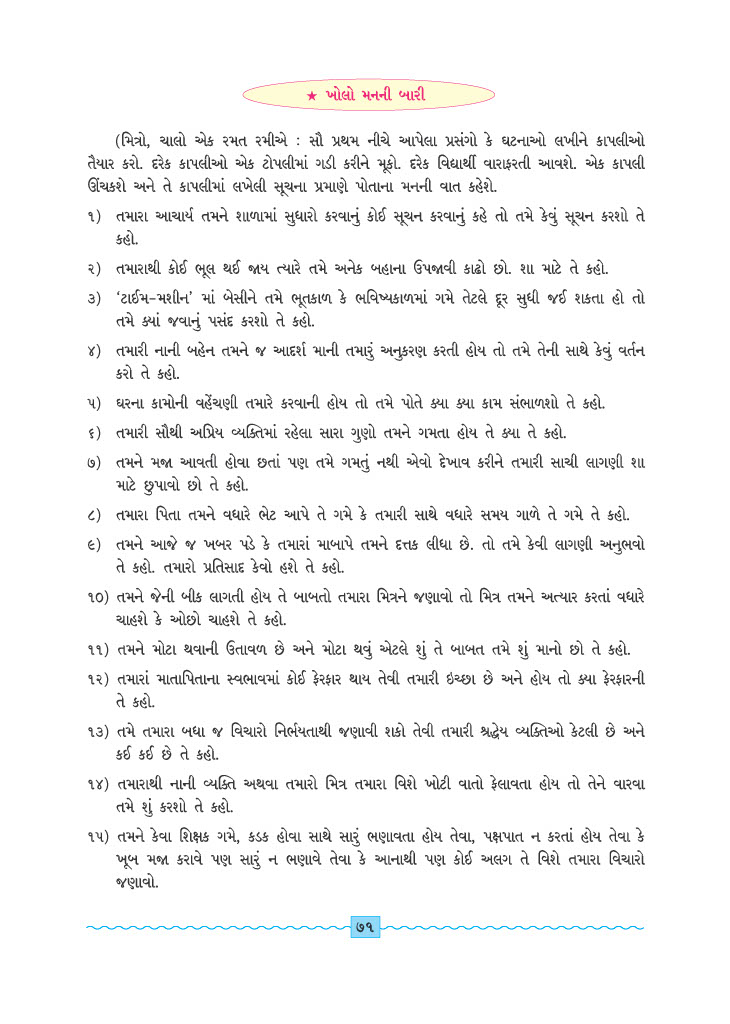 ★ ખોલો મનની બારી
(મિત્રો, ચાલો એક રમત રમીએ : સૌ પ્રથમ નીચે આપેલા પ્રસંગો કે ઘટનાઓ લખીને કાપલીઓ
તૈયાર કરો. દરેક કાપલીઓ એક ટોપલીમાં ગડી કરીને મૂકો. દરેક વિદ્યાર્થી વારાફરતી આવશે. એક કાપલી
ઊંચકશે અને તે કાપલીમાં લખેલી સૂચના પ્રમાણે પોતાના મનની વાત કહેશે.
૧) તમારા આચાર્ય તમને શાળામાં સુધારો કરવાનું કોઈ સૂચન કરવાનું કહે તો તમે કેવું સૂચન કરશો તે
કહો.
૨) તમારાથી કોઈ ભૂલ થઈ જાય ત્યારે તમે અનેક બહાના ઉપજાવી કાઢો છો. શા માટે તે કહો.
૩) ‘ટાઈમ-મશીન’ માં બેસીને તમે ભૂતકાળ કે ભવિષ્યકાળમાં ગમે તેટલે દૂર સુધી જઈ શકતા હો તો
તમે ક્યાં જવાનું પસંદ કરશો તે કહો.
૪) તમારી નાની બહેન તમને જ આદર્શ માની તમારું અનુકરણ કરતી હોય તો તમે તેની સાથે કેવું વર્તન
કરો તે કહો.
૫) ઘરના કામોની વહેંચણી તમારે કરવાની હોય તો તમે પોતે ક્યા ક્યા કામ સંભાળશો તે કહો.
૬) તમારી સૌથી અપ્રિય વ્યક્તિમાં રહેલા સારા ગુણો તમને ગમતા હોય તે ક્યા તે કહો.
૭) તમને મજા આવતી હોવા છતાં પણ તમે ગમતું નથી એવો દેખાવ કરીને તમારી સાચી લાગણી શા
માટે છુપાવો છો તે કહો.
૮) તમારા પિતા તમને વધારે ભેટ આપે તે ગમે કે તમારી સાથે વધારે સમય ગાળે તે ગમે તે કહો.
૯) તમને આજે જ ખબર પડે કે તમારાં માબાપે તમને દત્તક લીધા છે. તો તમે કેવી લાગણી અનુભવો
તે કહો. તમારો પ્રતિસાદ કેવો હશે તે કહો.
૧૦) તમને જેની બીક લાગતી હોય તે બાબતો તમારા મિત્રને જણાવો તો મિત્ર તમને અત્યાર કરતાં વધારે
ચાહશે કે ઓછો ચાહશે તે કહો.
૧૧) તમને મોટા થવાની ઉતાવળ છે અને મોટા થવું એટલે શું તે બાબત તમે શું માનો છો તે કહો.
૧૨) તમારાં માતાપિતાના સ્વભાવમાં કોઈ ફેરફાર થાય તેવી તમારી ઇચ્છા છે અને હોય તો ક્યા ફેરફારની
તે કહો.
૧૩) તમે તમારા બધા જ વિચારો નિર્ભયતાથી જણાવી શકો તેવી તમારી શ્રદ્ધેય વ્યક્તિઓ કેટલી છે અને
કઈ કઈ છે તે કહો.
૧૪) તમારાથી નાની વ્યક્તિ અથવા તમારો મિત્ર તમારા વિશે ખોટી વાતો ફેલાવતા હોય તો તેને વારવા
તમે શું કરશો તે કહો.
૧૫) તમને કેવા શિક્ષક ગમે, કડક હોવા સાથે સારું ભણાવતા હોય તેવા, પક્ષપાત ન કરતાં હોય તેવા કે
ખૂબ મજા કરાવે પણ સારું ન ભણાવે તેવા કે આનાથી પણ કોઈ અલગ તે વિશે તમારા વિચારો
જણાવો.
૭૧